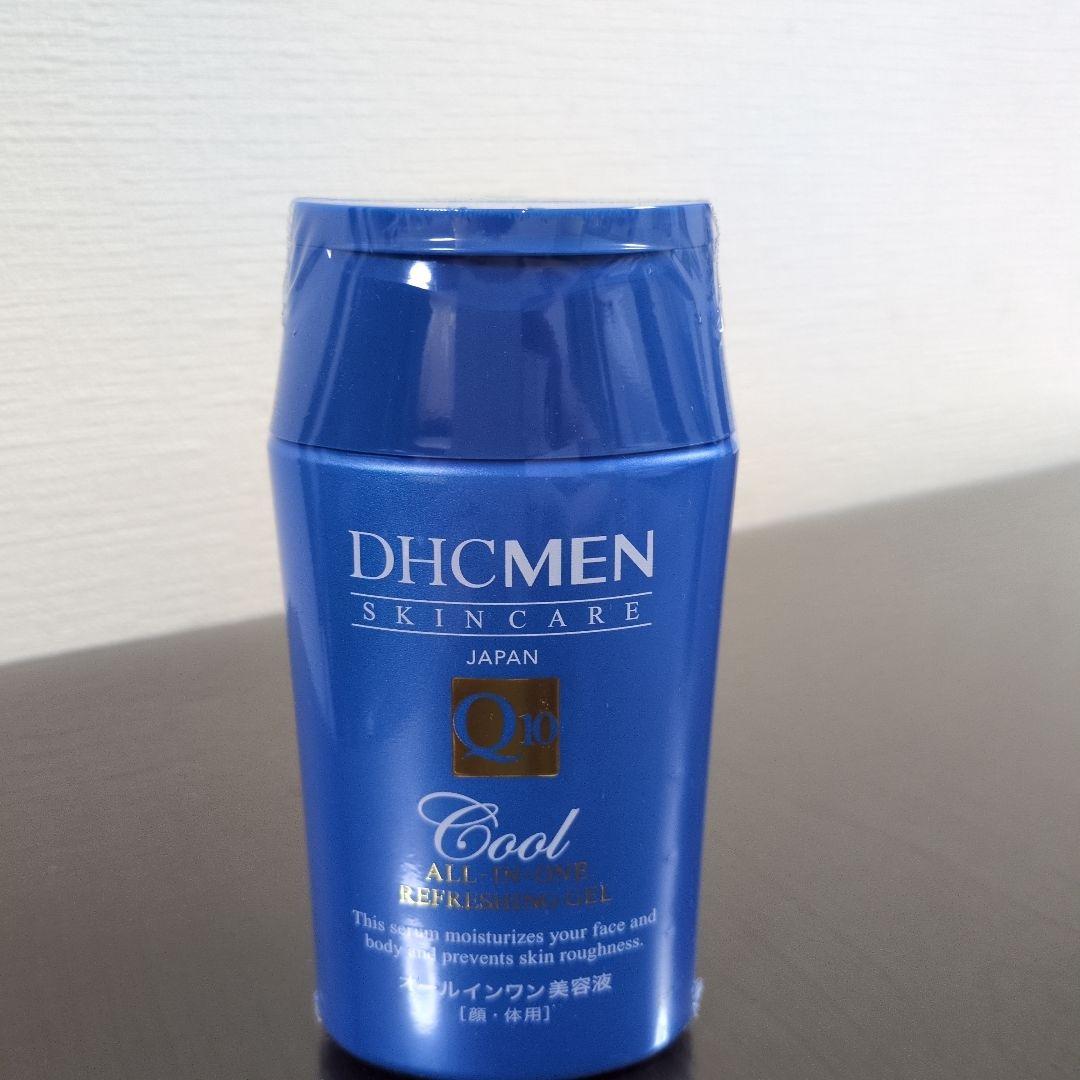 DHCMEN
SKINCARE
JAPAN
Q10
Cool
ALL-IN-ONE
REFRESHING GEL
This serum moisturizes your face and
body and prevents skin roughness.
オールインワン美容液
[顔・体用]